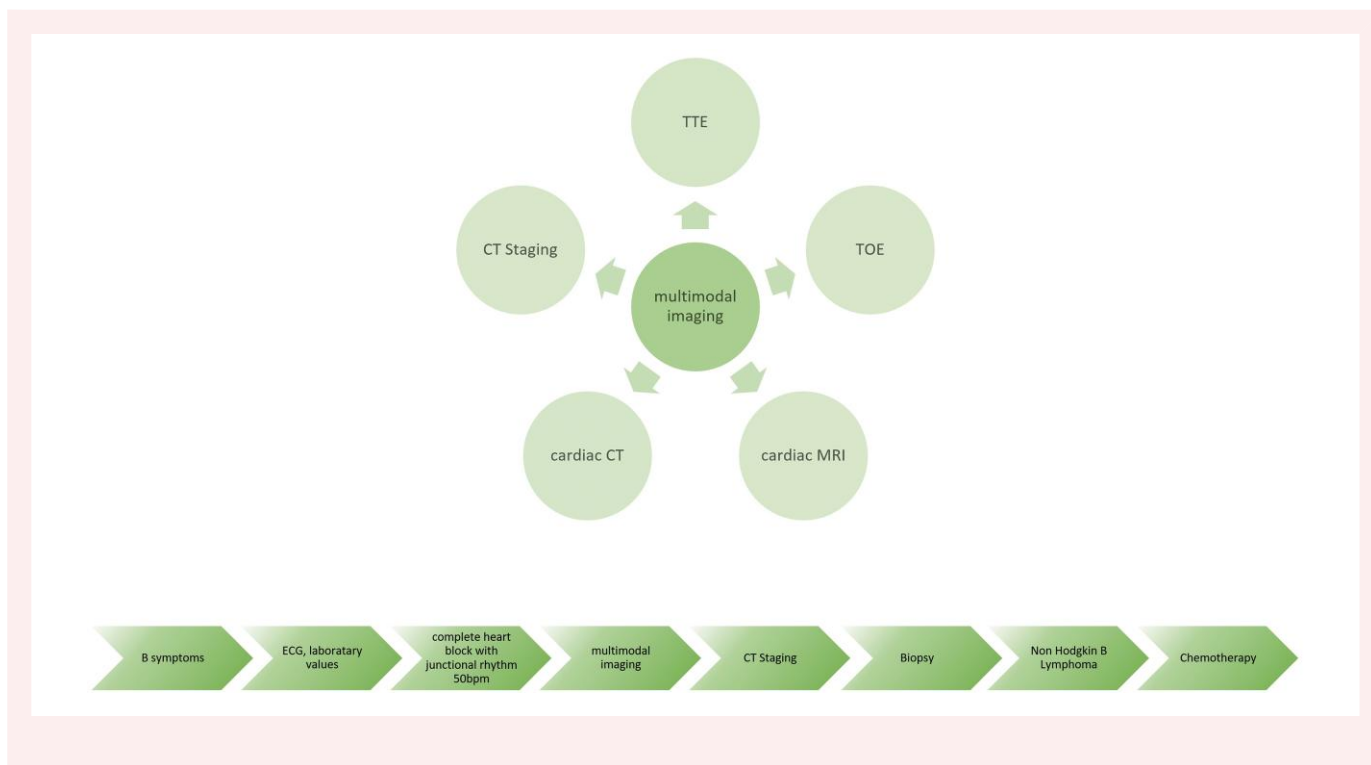 TTE
CT Staging
TOE
multimodal
imaging
cardiac CT
cardiac MRI
B symptoms
ECG, laboratary
values
complete heart
block with
junctional rhythm
50bpm
multimodal
imaging
CT Staging
Biopsy
Non Hodgkin B
Lymphoma
Chemotherapy